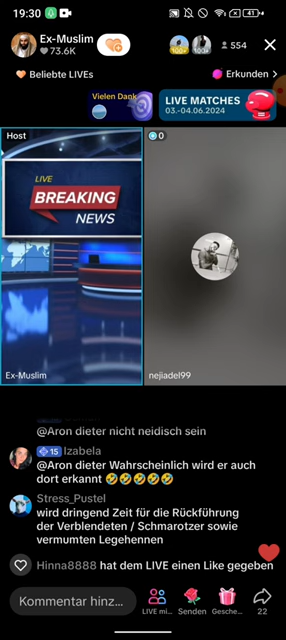 19:30
41
Ex-Muslim
73.6K
100+
100+
554
Beliebte LIVEs
Erkunden
Vielen Dank
LIVE MATCHES
03.-04.06.2024
Host
0
LIVE
BREAKING
NEWS
Ex-Muslim
nejiadel99
@Aron dieter nicht neidisch sein
15 Izabela
@Aron dieter Wahrscheinlich wird er auch
dort erkannt 🤣🤣🤣🤣🤣
Stress_Pustel
wird dringend Zeit für die Rückführung
der Verblendeten / Schmarotzer sowie
vermumten Legehennen
Hinna8888 hat dem LIVE einen Like gegeben
Kommentar hinz...
LIVE mi...
Senden
Gesche...
22